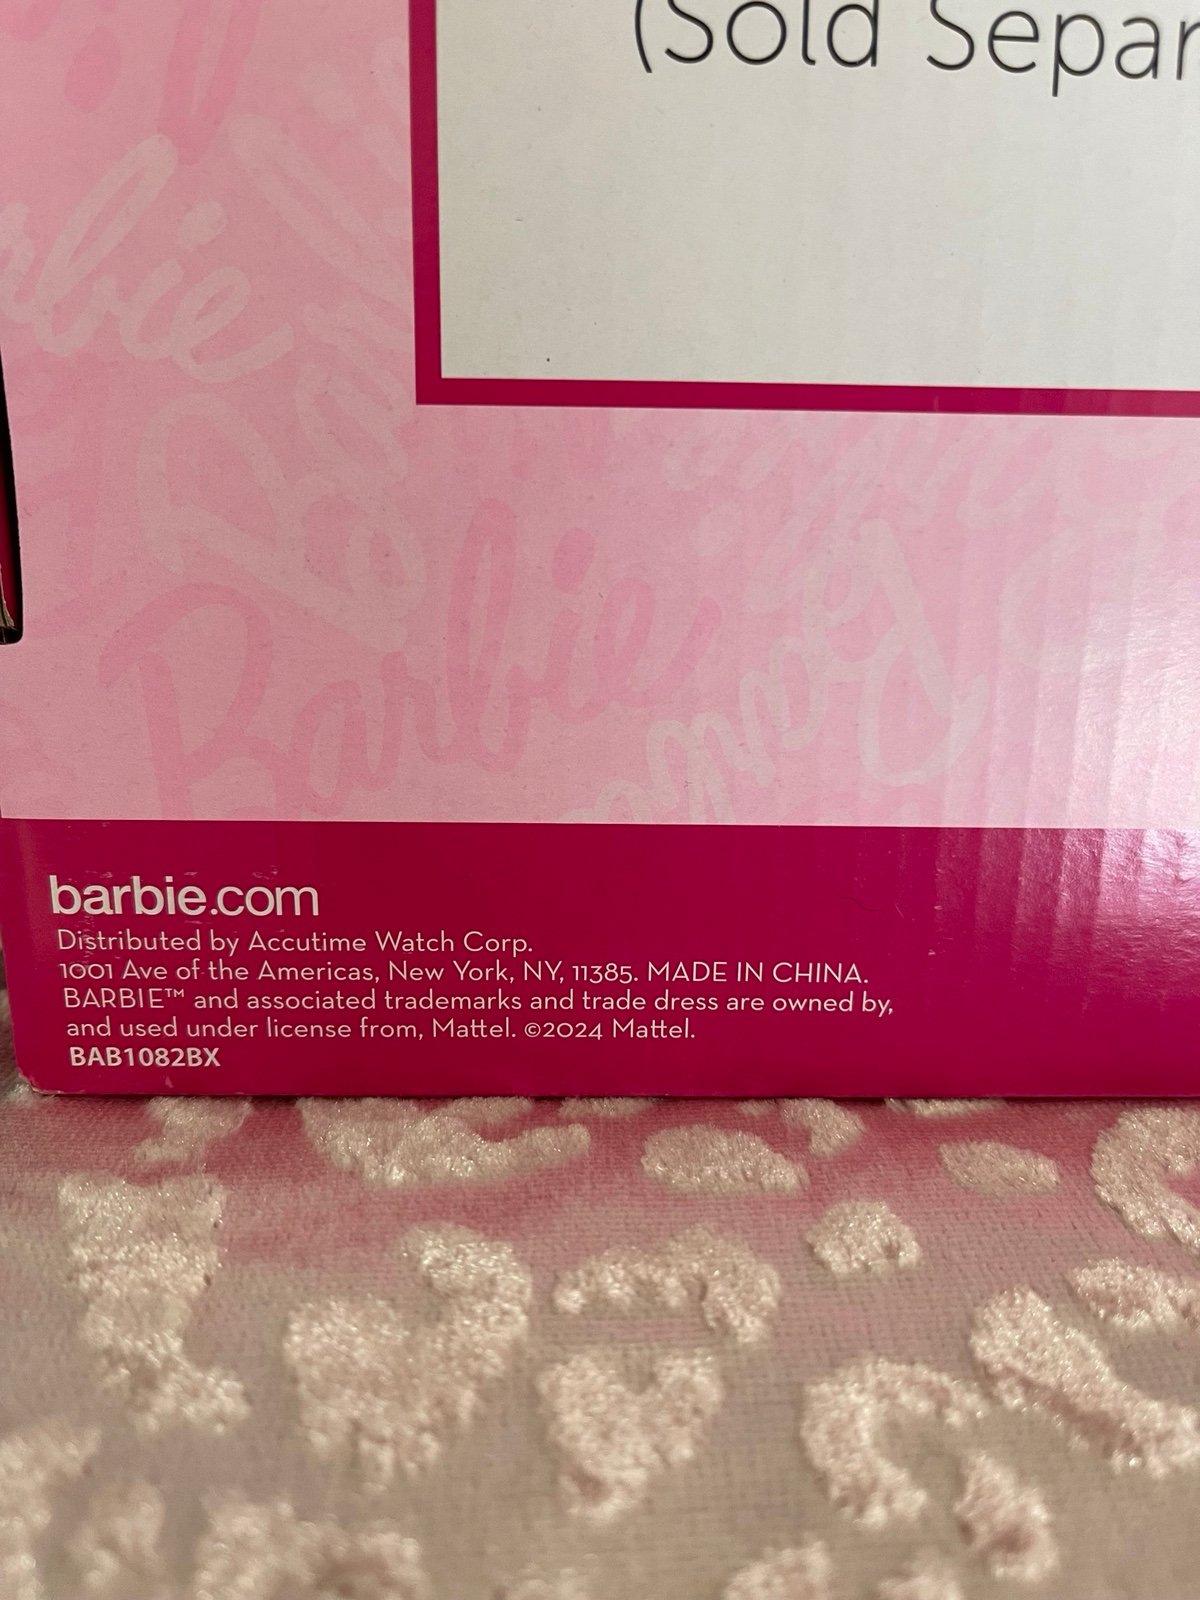 (Sold Separ
Barbie
barbie.com
Distributed by Accutime Watch Corp.
1001 Ave of the Americas, New York, NY, 11385. MADE IN CHINA.
BARBIE™ and associated trademarks and trade dress are owned by,
and used under license from, Mattel. ©2024 Mattel.
BAB1082BX